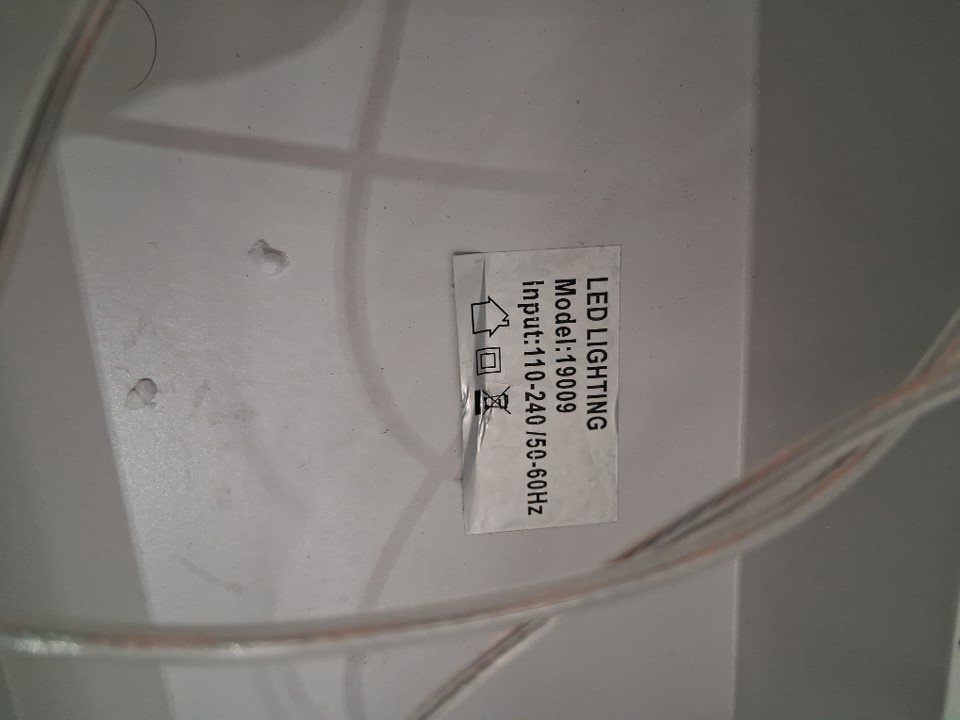 LED LIGHTING
Model:19009
Input:110-240 /50-60Hz